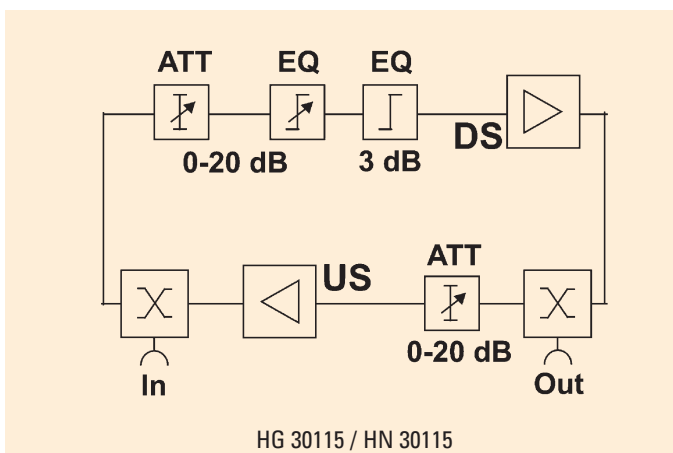 ATT EQ EQ
0-20 dB 3 dB
DS
US
ATT
0-20 dB
In
Out
HG 30115 / HN 30115